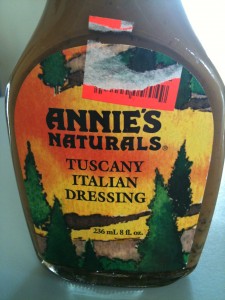 ANNIE'S
NATURALS
TUSCANY
ITALIAN
DRESSING
236 mL 8 fl. oz.